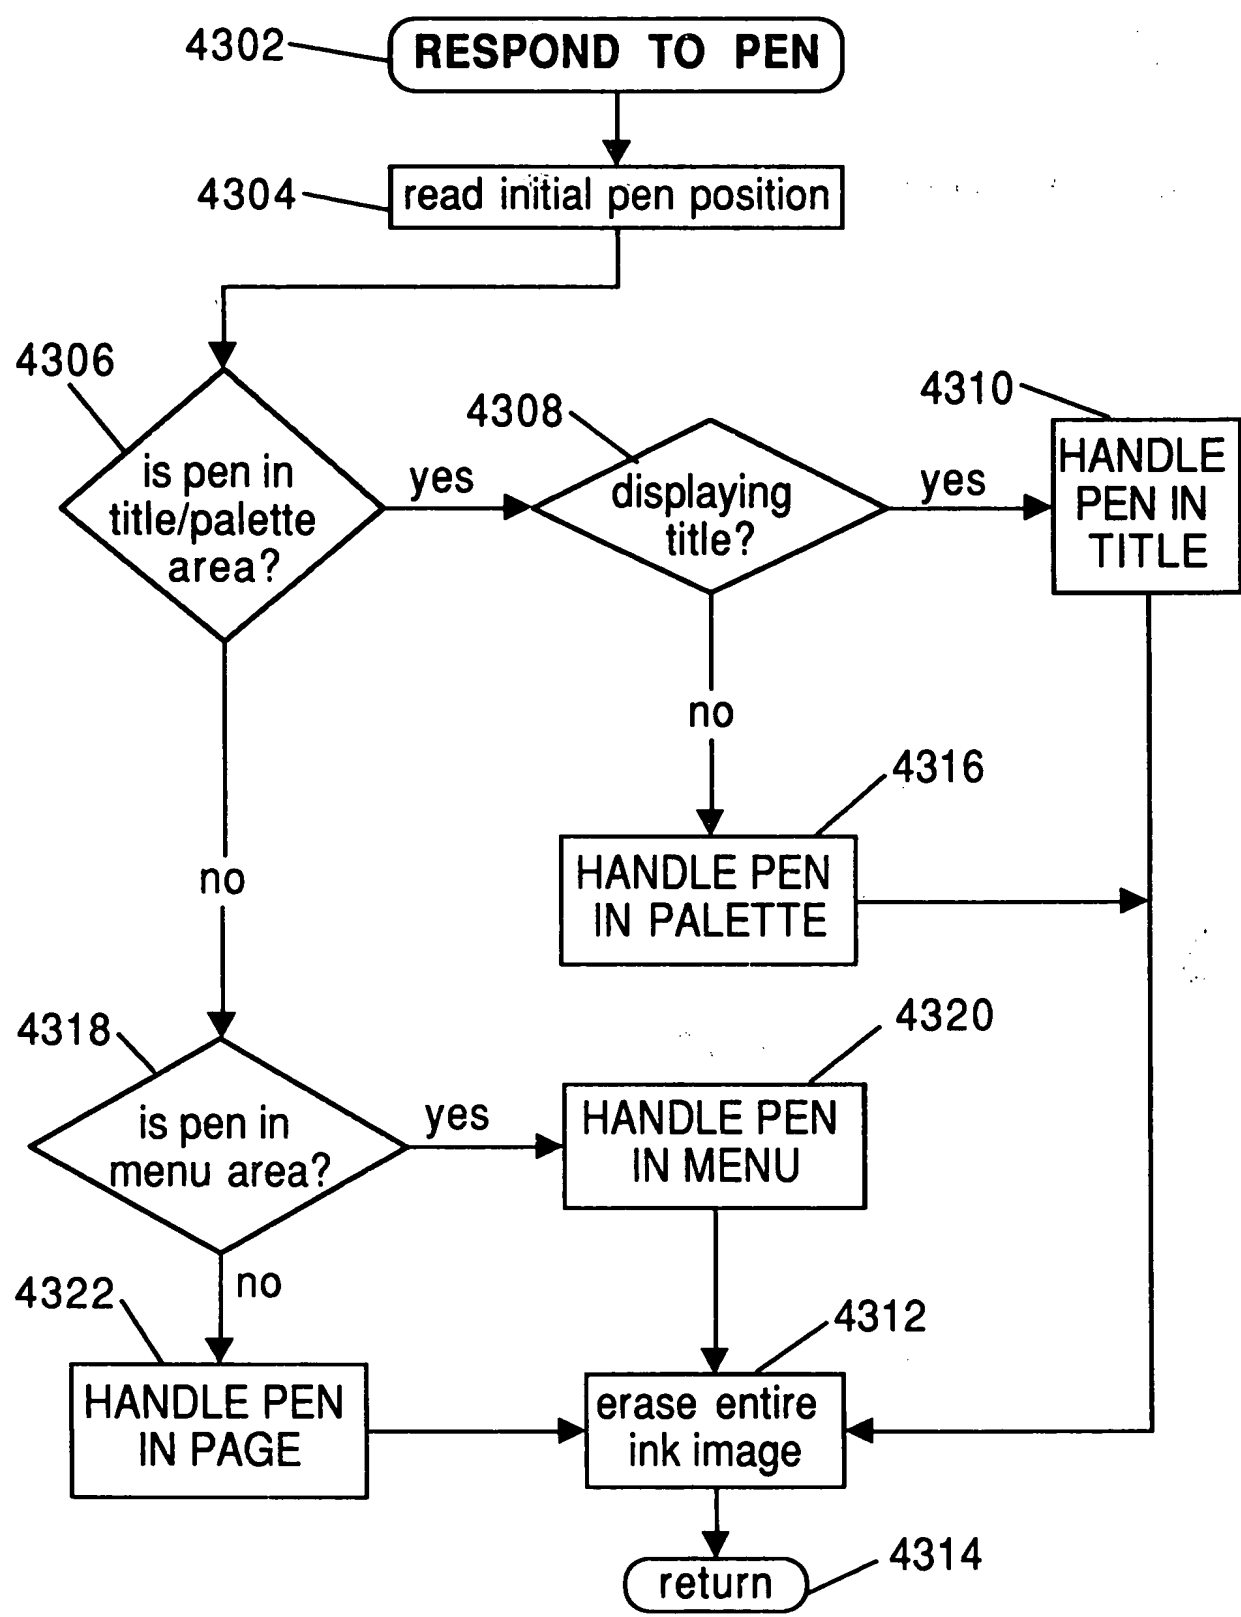 4302
RESPOND TO PEN
4304
read initial pen position
4306
is pen in
title/palette
area?
yes
4308
displaying
title?
yes
4310
HANDLE
PEN IN
TITLE
no
no
4316
HANDLE PEN
IN PALETTE
4318
is pen in
menu area?
yes
4320
HANDLE PEN
IN MENU
no
4322
HANDLE PEN
IN PAGE
4312
erase entire
ink image
4314
return